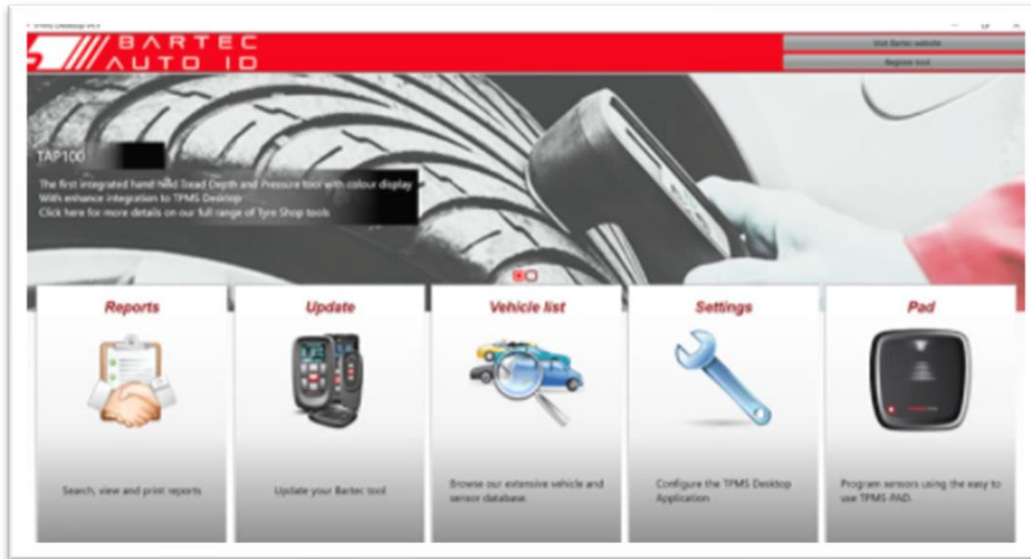 BARTEC
AUTO ID
Visit Bartec website
Register tool
TAP100
The first integrated hand held tread Depth and Pressure tool with colour display
With enhance integration to TPMS Desktop
Click here for more details on our full range of Tyre Shop tools
Reports
Update
Vehicle list
Settings
Pad
Search, view and print reports
Update your Bartec tool
Browse our extensive vehicle and
sensor database.
Configure the TPMS Desktop
Application
Program sensors using the easy to
use TPMS-PAD.